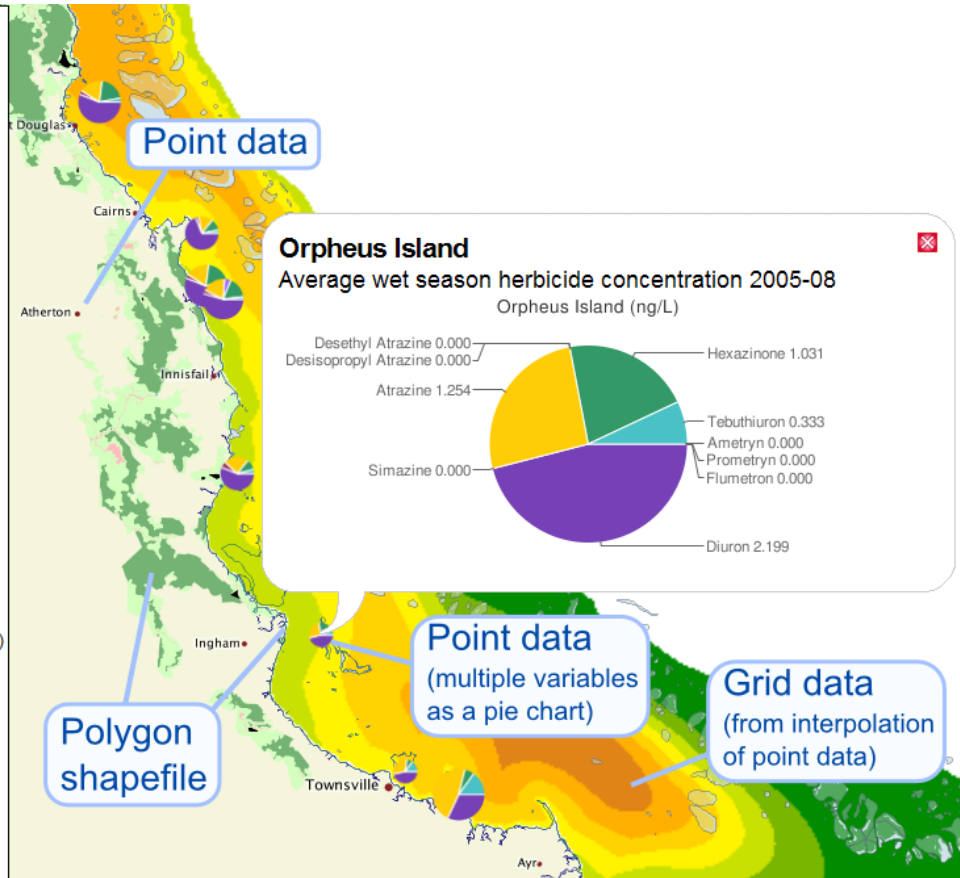 t Douglas
Point data
Cairns
Orpheus Island
Average wet season herbicide concentration 2005-08
Orpheus Island (ng/L)
Desethyl Atrazine 0.000
Desisopropyl Atrazine 0.000
Hexazinone 1.031
Atrazine 1.254
Tebuthiuron 0.333
Ametryn 0.000
Prometryn 0.000
Flumetron 0.000
Simazine 0.000
Diuron 2.199
Atherton
Innisfail
Ingham
Point data
(multiple variables
as a pie chart)
Grid data
(from interpolation
of point data)
Polygon
shapefile
Townsville
Ayr
)